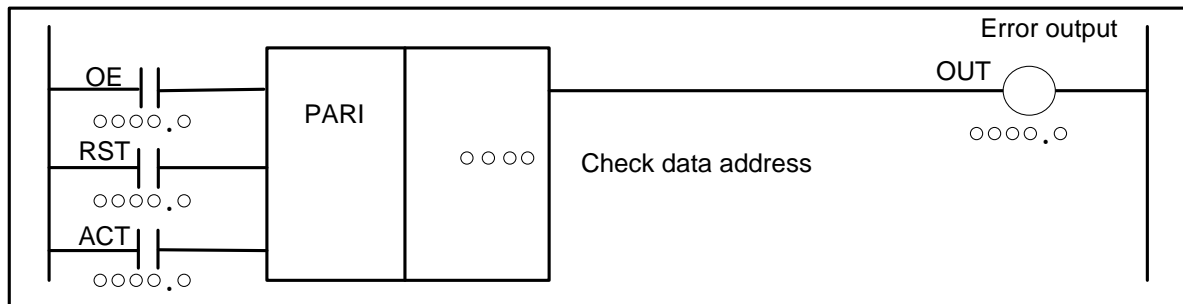 Error output
OE
OUT
○○○○.○
PARI
○○○○.○
RST
○○○○
Check data address
○○○○.○
ACT
○○○○.○